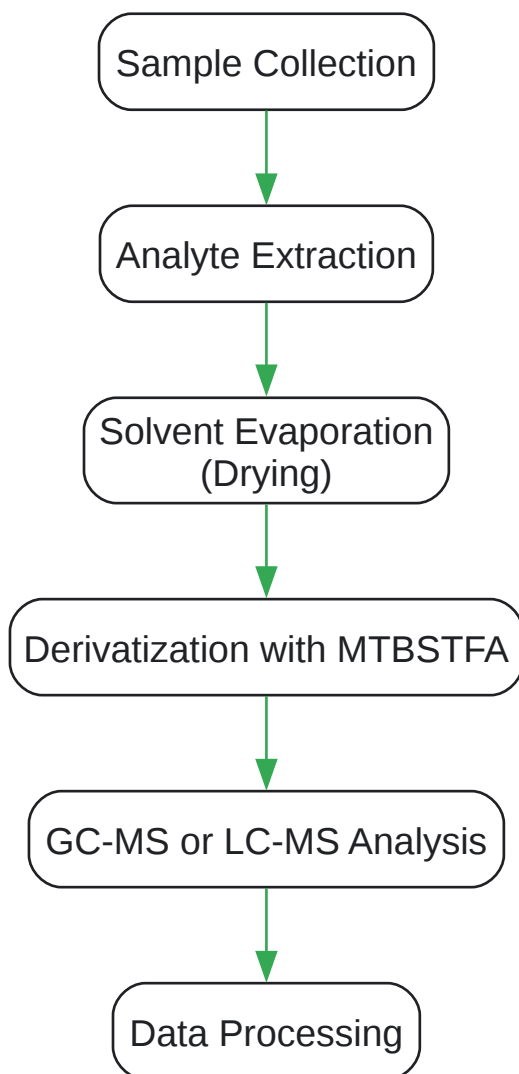 Sample Collection
Analyte Extraction
Solvent Evaporation
(Drying)
Derivatization with MTBSTFA
GC-MS or LC-MS Analysis
Data Processing